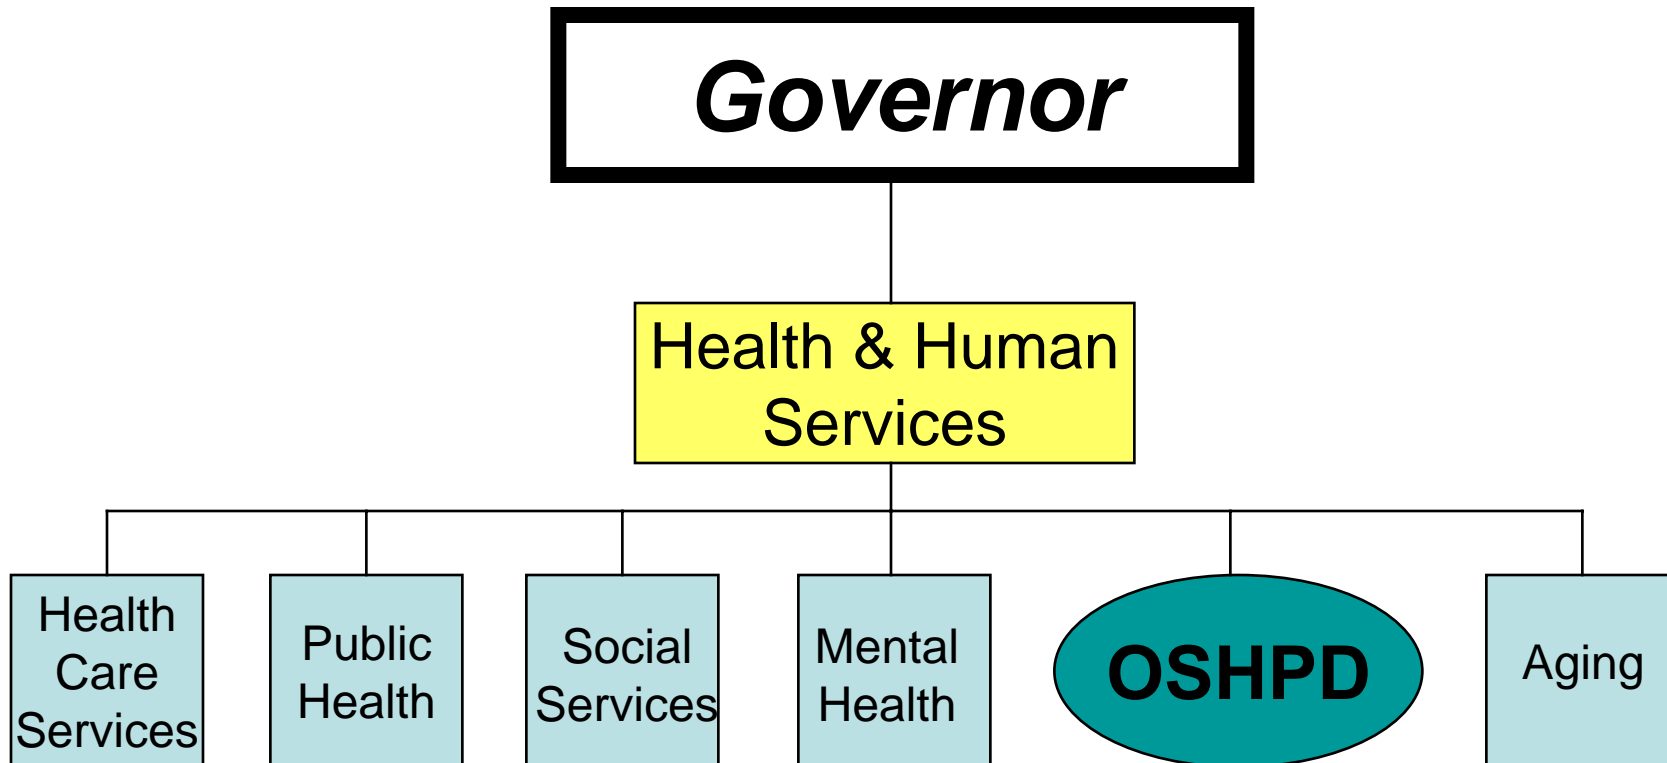 Governor
Health & Human
Services
Health
Care
Services
Public
Health
Social
Services
Mental
Health
OSHPD
Aging